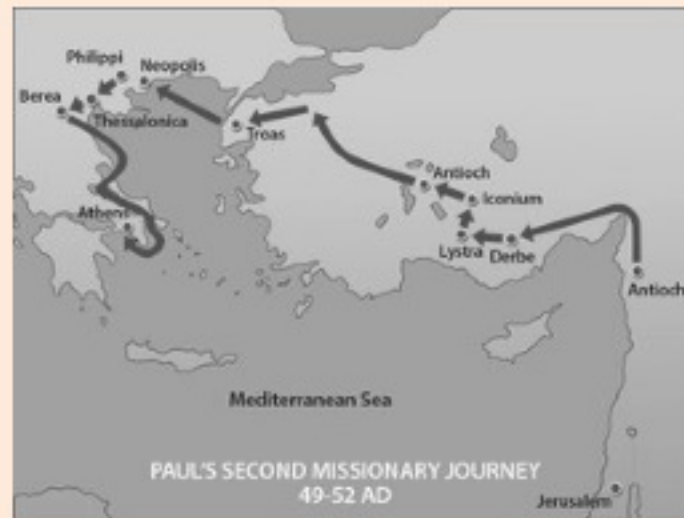 Philippi
Neopolis
Berea
Thessalonica
Troas
Antioch
Iconium
Athens
Lystra
Derbe
Antioch
Mediterranean Sea
PAUL'S SECOND MISSIONARY JOURNEY
49-52 AD
Jerusalem